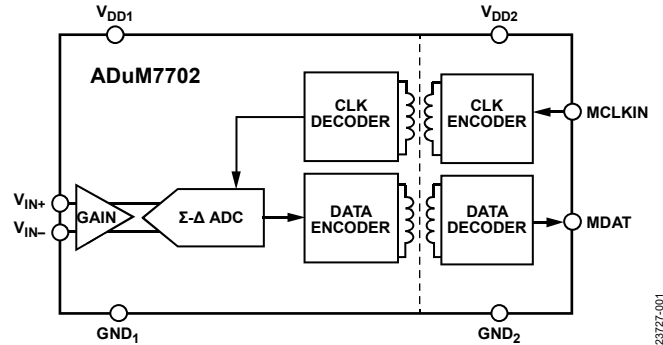 VDD1
VDD2
ADuM7702
CLK
DECODER
CLK
ENCODER
MCLKIN
VIN+
VIN–
GAIN
Σ-Δ ADC
DATA
ENCODER
DATA
DECODER
MDAT
GND1
GND2
23727-001